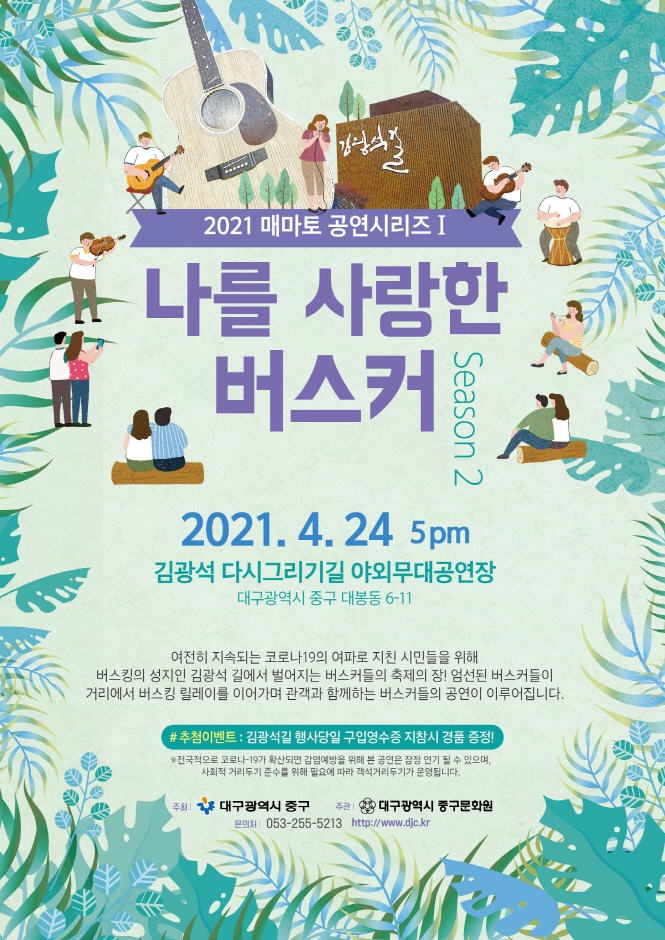 김광석길
2021 매마토 공연시리즈 I
나를 사랑한
버스커
Season 2
2021. 4. 24 5pm
김광석 다시그리기길 야외무대공연장
대구광역시 중구 대봉동 6-11
여전히 지속되는 코로나19의 여파로 지친 시민들을 위해
버스킹의 성지인 김광석 길에서 벌어지는 버스커들의 축제의 장! 엄선된 버스커들이
거리에서 버스킹 릴레이를 이어가며 관객과 함께하는 버스커들의 공연이 이루어집니다.
# 추첨이벤트 : 김광석길 행사당일 구입영수증 지참시 경품 증정!
※전국적으로 코로나-19가 확산되면 감염예방을 위해 본 공연은 잠정 연기 될 수 있으며,
사회적 거리두기 준수를 위해 필요에 따라 객석거리두기가 운영됩니다.
주최 | 대구광역시 중구 주관 | 대구광역시 중구문화원
문의처 | 053-255-5213 http://www.djc.kr